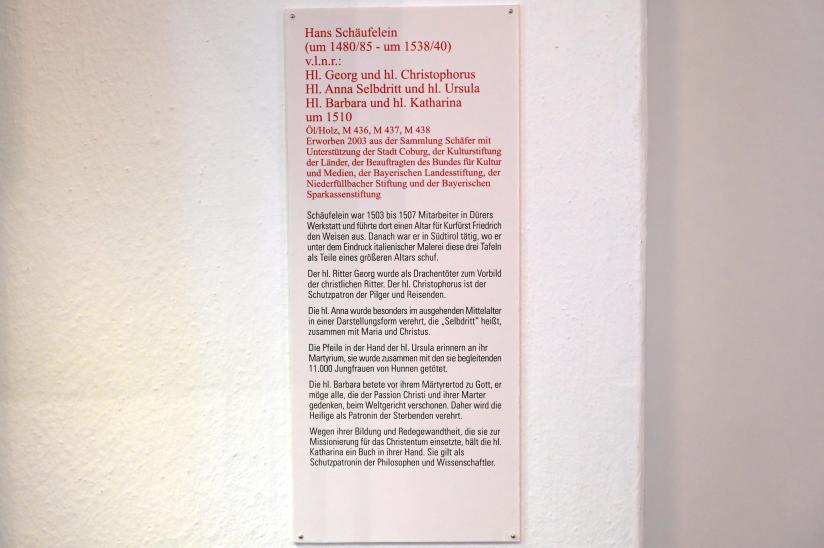 Hans Schäufelein
(um 1480/85 - um 1538/40)
v.l.n.r.:
Hl. Georg und hl. Christophorus
Hl. Anna Selbdritt und hl. Ursula
Hl. Barbara und hl. Katharina
um 1510
Öl/Holz, M 436, M 437, M 438
Erworben 2003 aus der Sammlung Schäfer mit
Unterstützung der Stadt Coburg, der Kulturstiftung
der Länder, der Beauftragten des Bundes für Kultur
und Medien, der Bayerischen Landesstiftung, der
Niederfüllbacher Stiftung und der Bayerischen
Sparkassenstiftung
Schäufelein war 1503 bis 1507 Mitarbeiter in Dürers
Werkstatt und führte dort einen Altar für Kurfürst Friedrich
den Weisen aus. Danach war er in Südtirol tätig, wo er
unter dem Eindruck italienischer Malerei diese drei Tafeln
als Teile eines größeren Altars schuf.
Der hl. Ritter Georg wurde als Drachentöter zum Vorbild
der christlichen Ritter. Der hl. Christophorus ist der
Schutzpatron der Pilger und Reisenden.
Die hl. Anna wurde besonders im ausgehenden Mittelalter
in einer Darstellungsform verehrt, die „Selbdritt“ heißt,
zusammen mit Maria und Christus.
Die Pfeile in der Hand der hl. Ursula erinnern an ihr
Martyrium, sie wurde zusammen mit den sie begleitenden
11.000 Jungfrauen von Hunnen getötet.
Die hl. Barbara betete vor ihrem Märtyrertod zu Gott, er
möge alle, die der Passion Christi und ihrer Marter
gedenken, beim Weltgericht verschonen. Daher wird die
Heilige als Patronin der Sterbenden verehrt.
Wegen ihrer Bildung und Redegewandtheit, die sie zur
Missionierung für das Christentum einsetzte, hält die hl.
Katharina ein Buch in ihrer Hand. Sie gilt als
Schutzpatronin der Philosophen und Wissenschaftler.